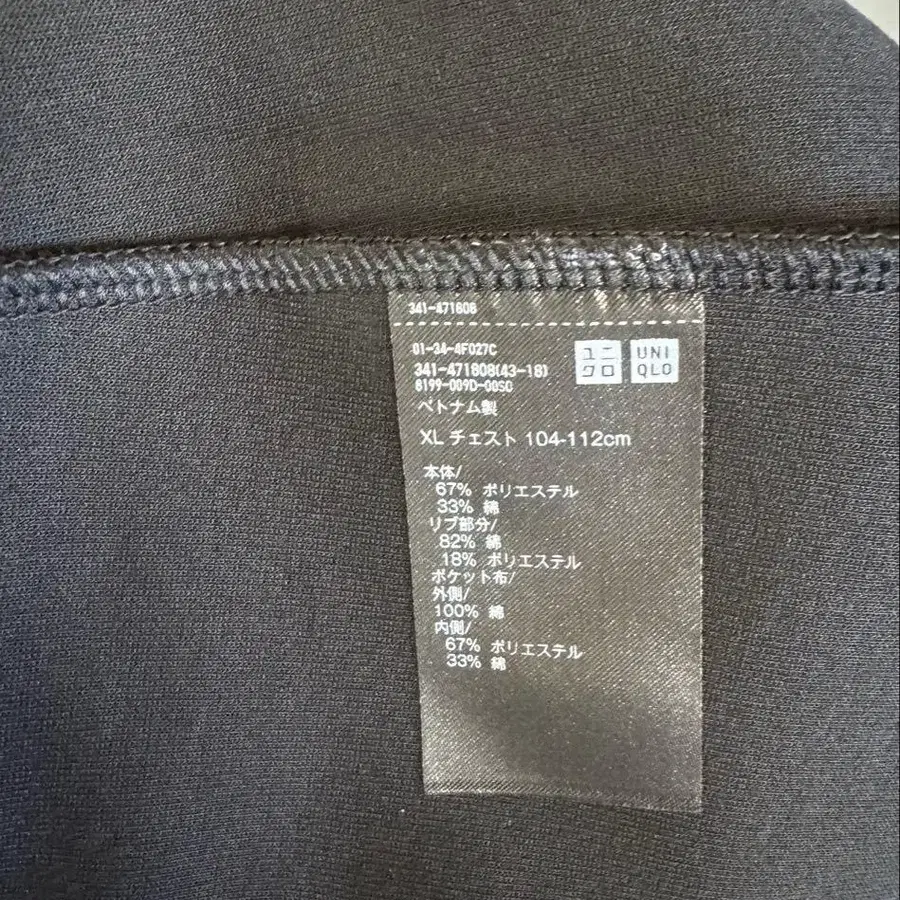 341-471808
01-34-4F027C
341-471808(43-18)
8199-009D-00SO
ユニ
クロ
UNI
QLO
ベトナム製
XL チェスト 104-112cm
本体/
67% ポリエステル
33% 綿
リブ部分/
82% 綿
18% ポリエステル
ポケット布/
外側/
100% 綿
内側/
67% ポリエステル
33% 綿